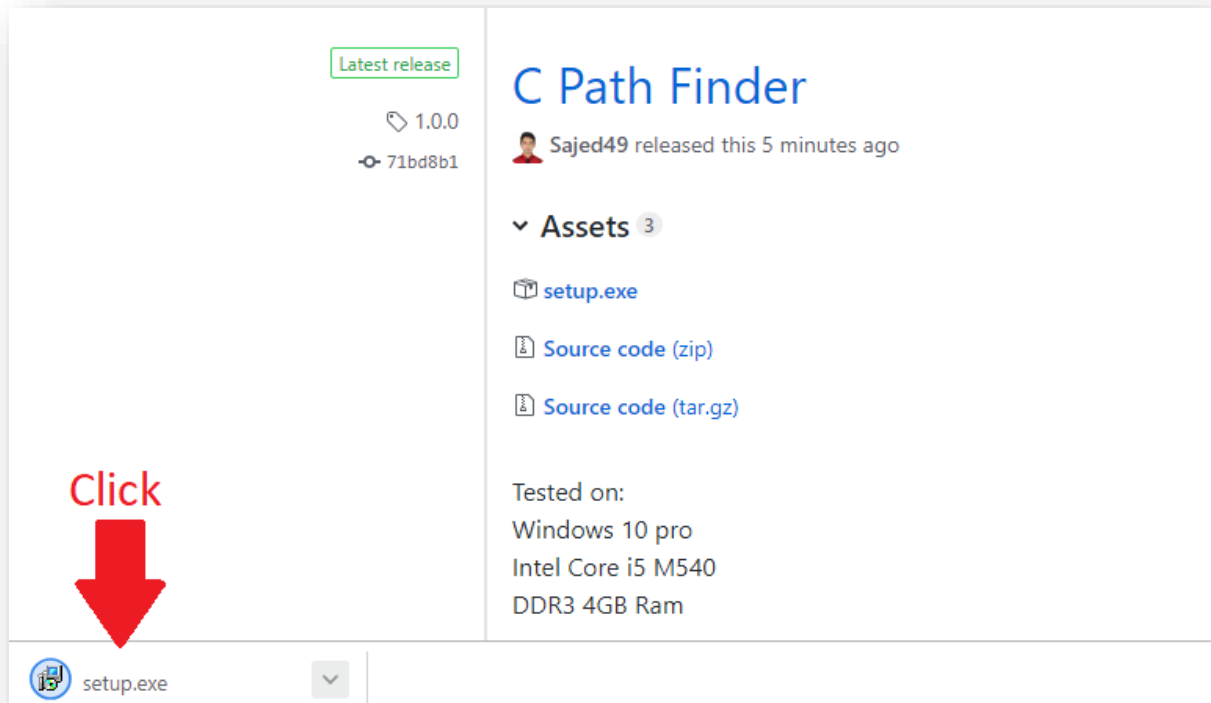 Latest release
1.0.0
71bd8b1
C Path Finder
Sajed49 released this 5 minutes ago
Assets 3
setup.exe
Source code (zip)
Source code (tar.gz)
Tested on:
Windows 10 pro
Intel Core i5 M540
DDR3 4GB Ram
Click
setup.exe